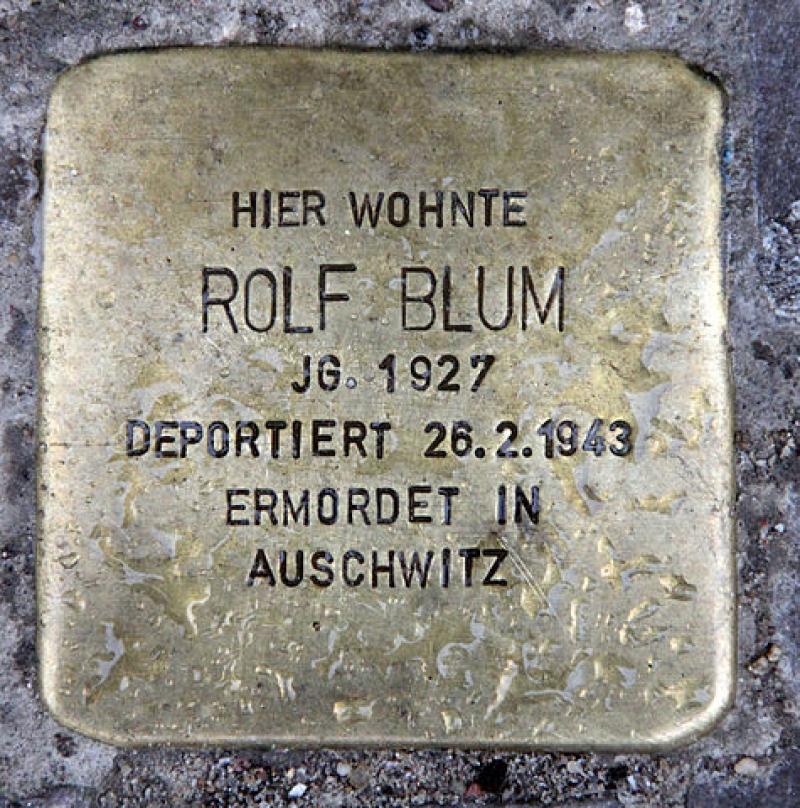 HIER WOHNTE
ROLF BLUM
JG. 1927
DEPORTIERT 26.2.1943
ERMORDET IN
AUSCHWITZ